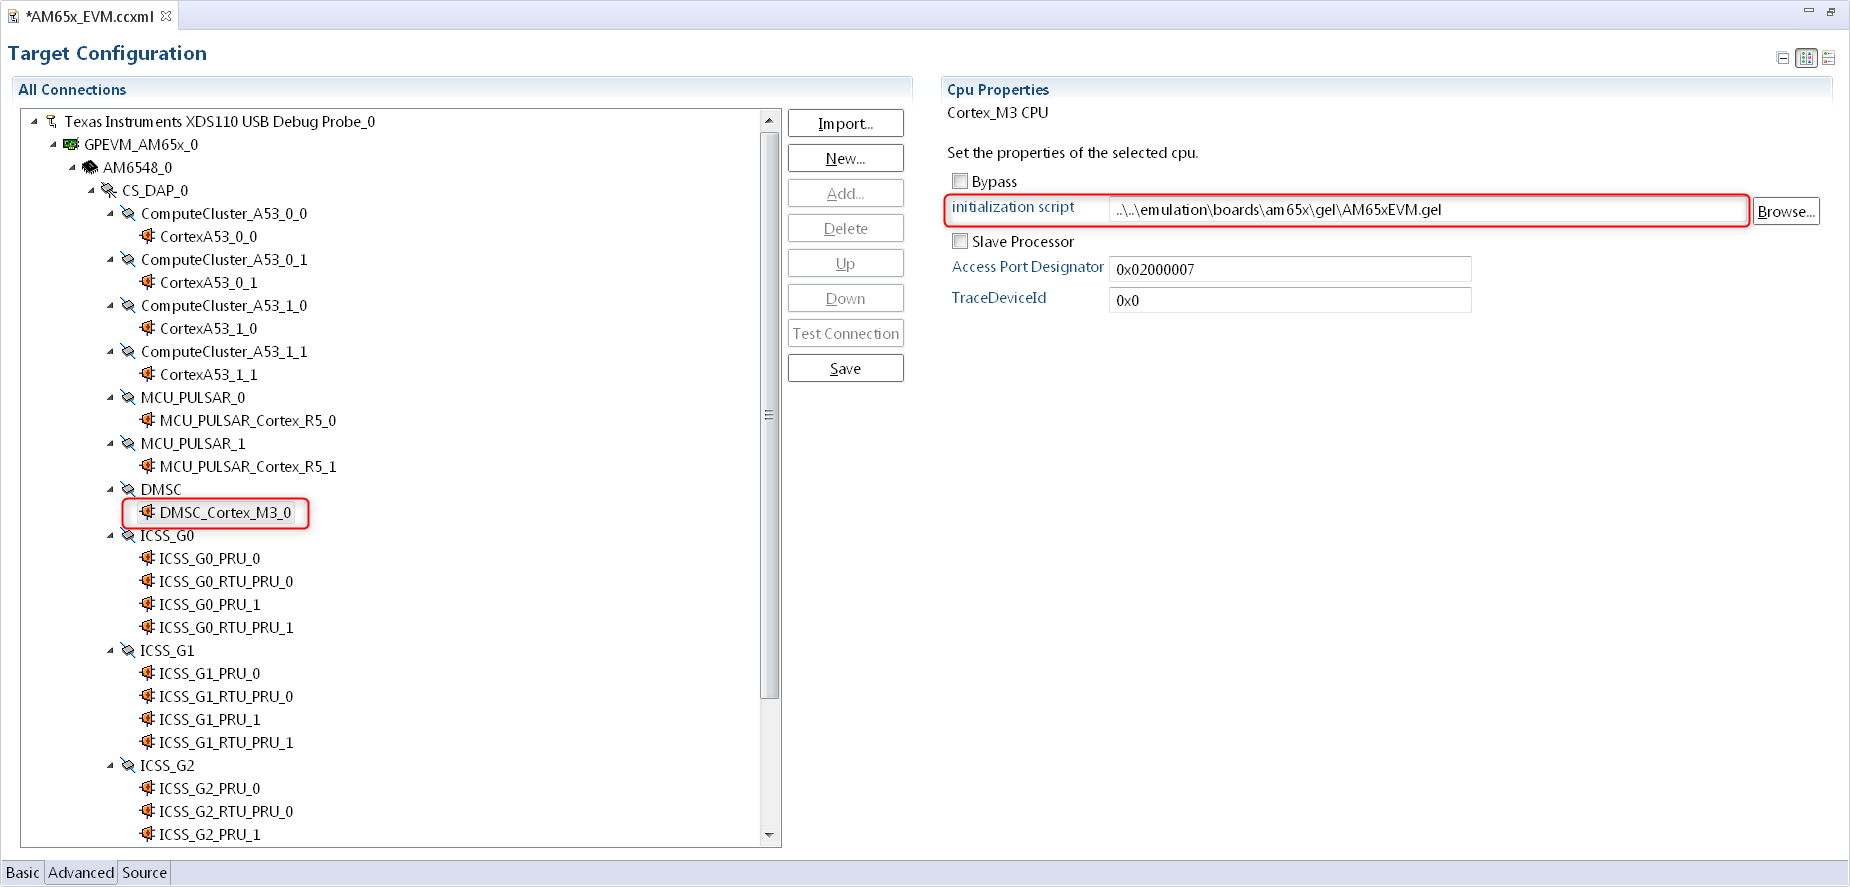 *AM65x_EVM.ccxml
Target Configuration
All Connections
Texas Instruments XDS110 USB Debug Probe_0
GPEVM_AM65x_0
AM6548_0
CS_DAP_0
ComputeCluster_A53_0_0
CortexA53_0_0
ComputeCluster_A53_0_1
CortexA53_0_1
ComputeCluster_A53_1_0
CortexA53_1_0
ComputeCluster_A53_1_1
CortexA53_1_1
MCU_PULSAR_0
MCU_PULSAR_Cortex_R5_0
MCU_PULSAR_1
MCU_PULSAR_Cortex_R5_1
DMSC
DMSC_Cortex_M3_0
ICSS_G0
ICSS_G0_PRU_0
ICSS_G0_RTU_PRU_0
ICSS_G0_PRU_1
ICSS_G0_RTU_PRU_1
ICSS_G1
ICSS_G1_PRU_0
ICSS_G1_RTU_PRU_0
ICSS_G1_PRU_1
ICSS_G1_RTU_PRU_1
ICSS_G2
ICSS_G2_PRU_0
ICSS_G2_RTU_PRU_0
ICSS_G2_PRU_1
Import...
New...
Add...
Delete
Up
Down
Test Connection
Save
Cpu Properties
Cortex_M3 CPU
Set the properties of the selected cpu.
Bypass
initialization script ..\..\emulation\boards\am65x\gel\AM65xEVM.gel Browse...
Slave Processor
Access Port Designator 0x02000007
TraceDeviceId 0x0
Basic Advanced Source